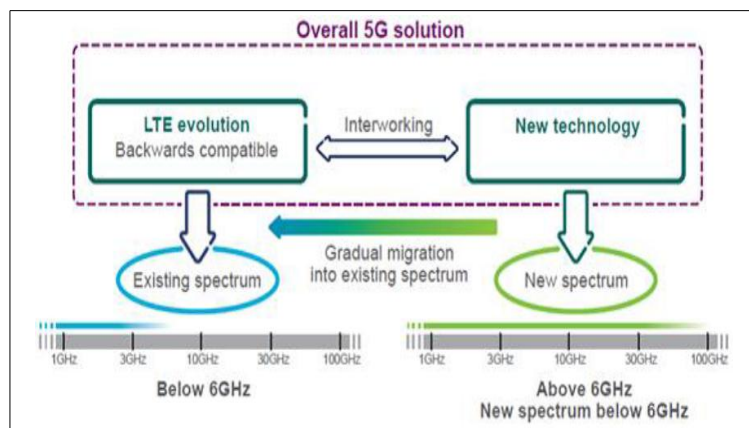 Overall 5G solution
LTE evolution
Backwards compatible
Interworking
New technology
Gradual migration
into existing spectrum
Existing spectrum
New spectrum
1GHz 3GHz 10GHz 30GHz 100GHz
1GHz 3GHz 10GHz 30GHz 100GHz
Below 6GHz
Above 6GHz
New spectrum below 6GHz